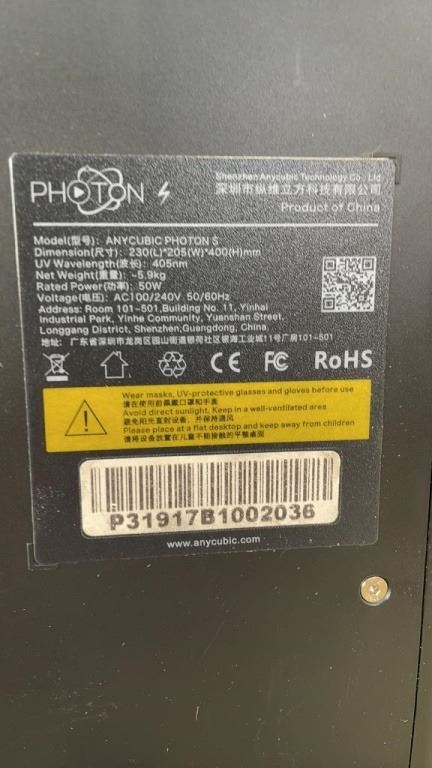 PHOTON S
Shenzhen Anycubic Technology Co., Ltd
深圳市纵维立方科技有限公司
Product of China
Model(型号): ANYCUBIC PHOTON S
Dimension(尺寸): 230(L)*205(W)*400(H)mm
UV Wavelength(波长): 405nm
Net Weight(重量): ~5.9kg
Rated Power(功率): 50W
Voltage(电压): AC100/240V 50/60Hz
Address: Room 101-501,Building No. 11, Yinhai
Industrial Park, Yinhe Community, Yuanshan Street,
Longgang District, Shenzhen,Guangdong, China.
地址: 广东省深圳市龙岗区园山街道银荷社区银海工业城11号厂房101-501
CE FC RoHS
Wear masks, UV-protective glasses and gloves before use
请在使用前佩戴口罩和手套
Avoid direct sunlight. Keep in a well-ventilated area
避免阳光直射设备，并保持通风
Please place at a flat desktop and keep away from children
请将设备放置在儿童不能接触的平整桌面
P31917B1002036
www.anycubic.com